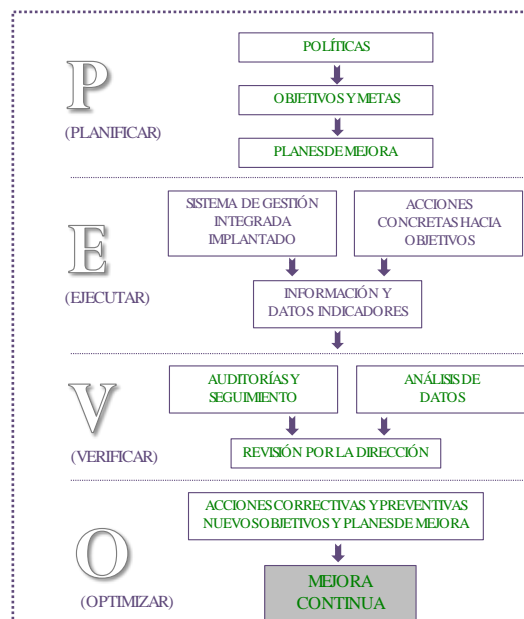 P
(PLANIFICAR)
POLÍTICAS
OBJETIVOS Y METAS
PLANES DE MEJORA
E
(EJECUTAR)
SISTEMA DE GESTIÓN
INTEGRADA
IMPLANTADO
ACCIONES
CONCRETAS HACIA
OBJETIVOS
INFORMACIÓN Y
DATOS INDICADORES
V
(VERIFICAR)
AUDITORÍAS Y
SEGUIMIENTO
ANÁLISIS DE
DATOS
REVISIÓN POR LA DIRECCIÓN
O
(OPTIMIZAR)
ACCIONES CORRECTIVAS Y PREVENTIVAS
NUEVOS OBJETIVOS Y PLANES DE MEJORA
MEJORA
CONTINUA